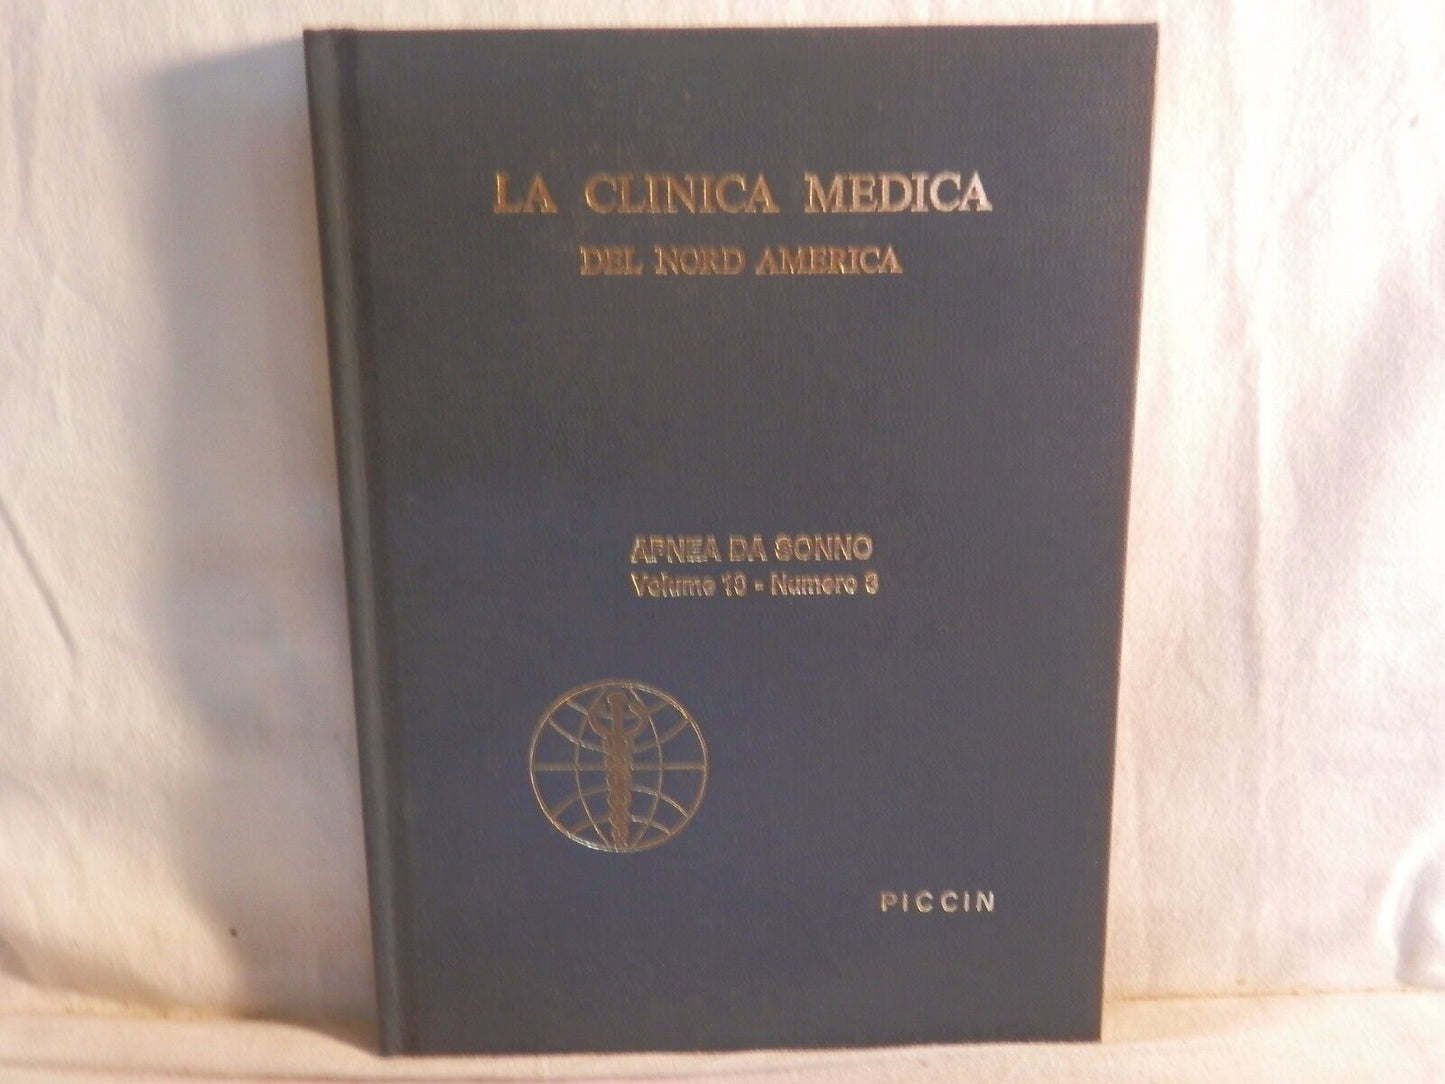 LA CLINICA MEDICA
DEL NORD AMERICA
APNEA DA SONNO
Volume 10 - Numero 3
PICCIN